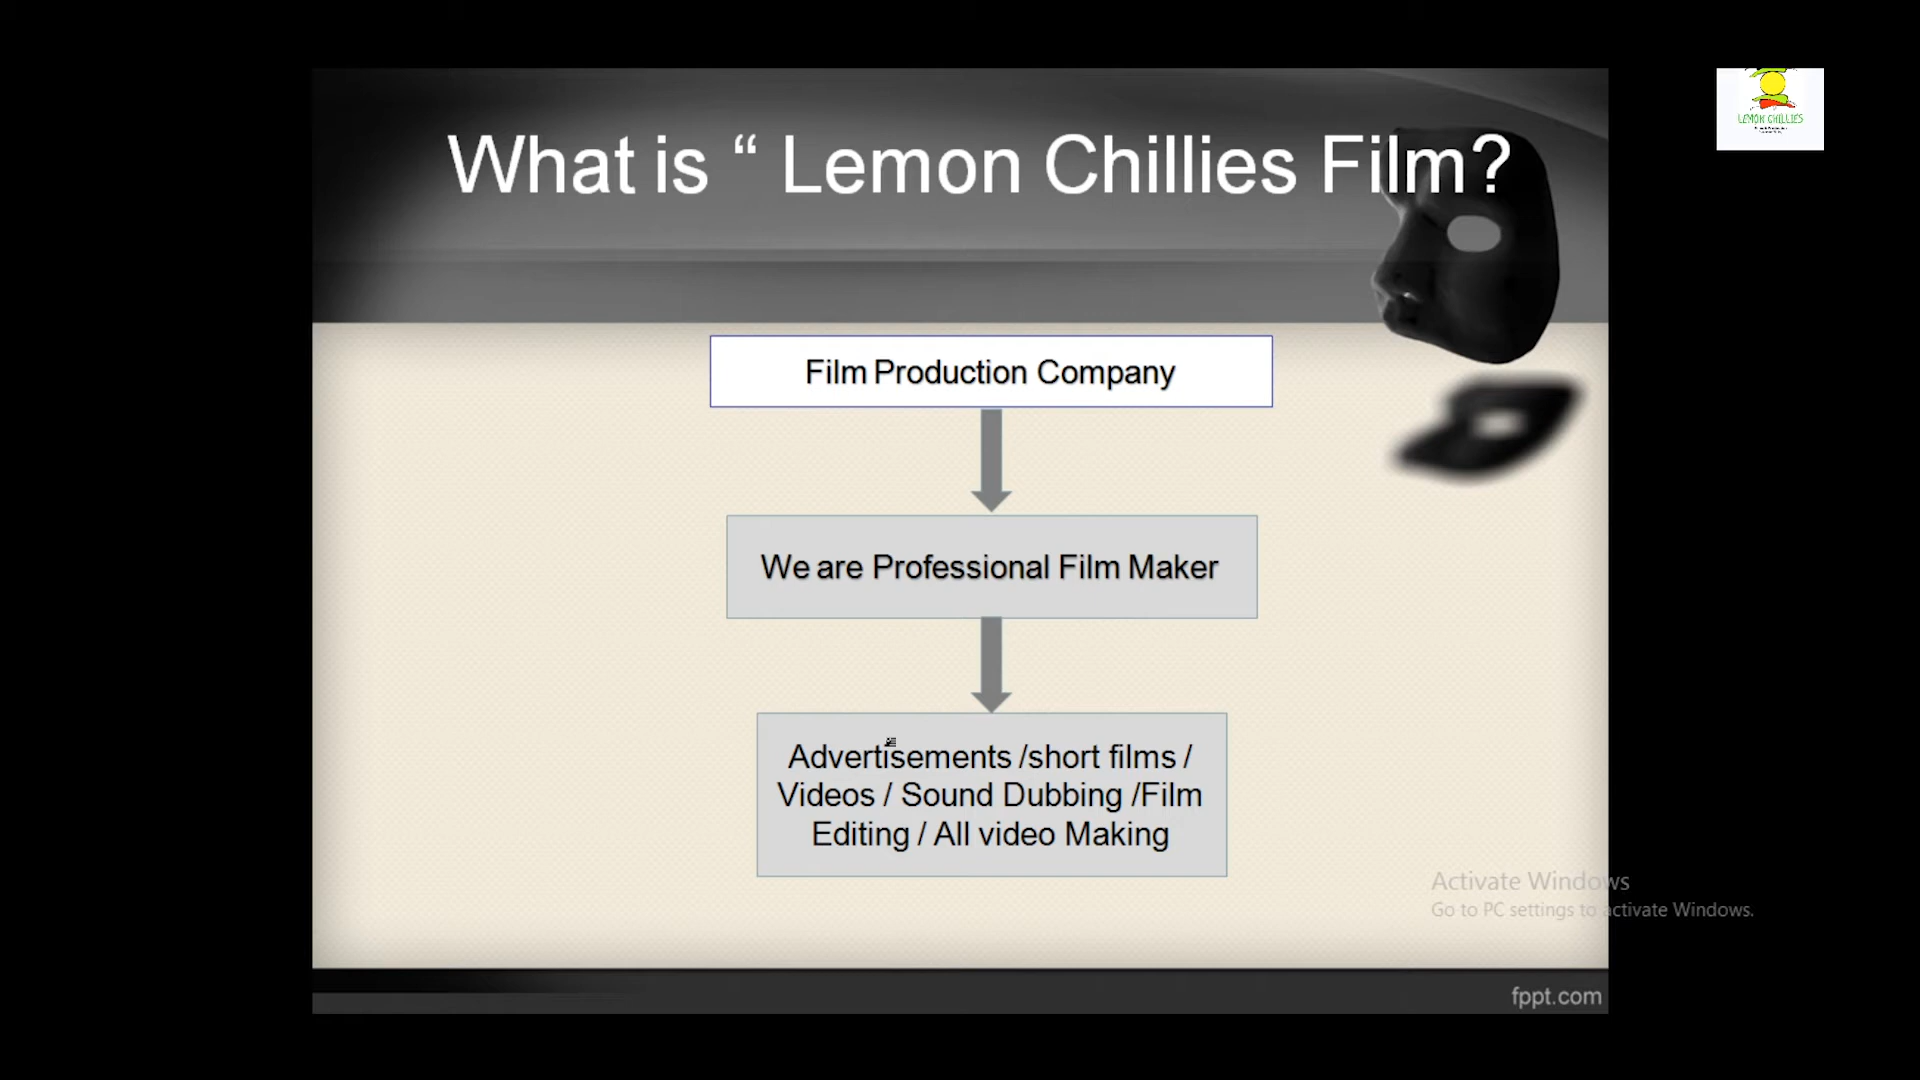 What is “ Lemon Chillies Film?
LEMON CHILLIES
Film Production Company
We are Professional Film Maker
Advertisements /short films /
Videos / Sound Dubbing /Film
Editing / All video Making
Activate Windows
Go to PC settings to activate Windows.
fppt.com